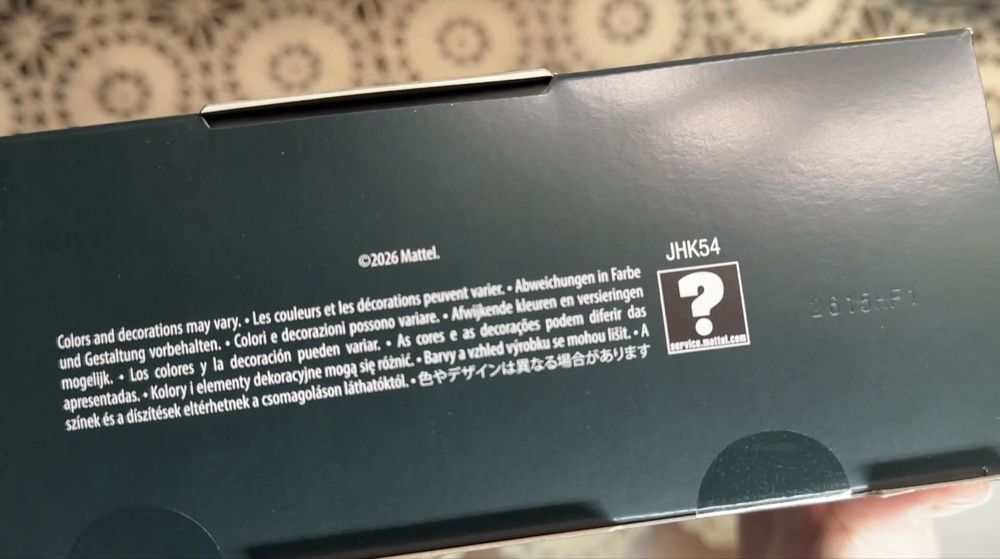 ©2026 Mattel.
Colors and decorations may vary. • Les couleurs et les décorations peuvent varier. • Abweichungen in Farbe
und Gestaltung vorbehalten. • Colori e decorazioni possono variare. • Afwijkende kleuren en versieringen
mogelijk. • Los colores y la decoración pueden variar. • As cores e as decorações podem diferir das
apresentadas. • Kolory i elementy dekoracyjne mogą się różnić. • Barvy a vzhled výrobku se mohou lišit. • A
színek és a díszítések eltérhetnek a csomagoláson láthatóktól. • 色やデザインは異なる場合があります
JHK54
?
service.mattel.com